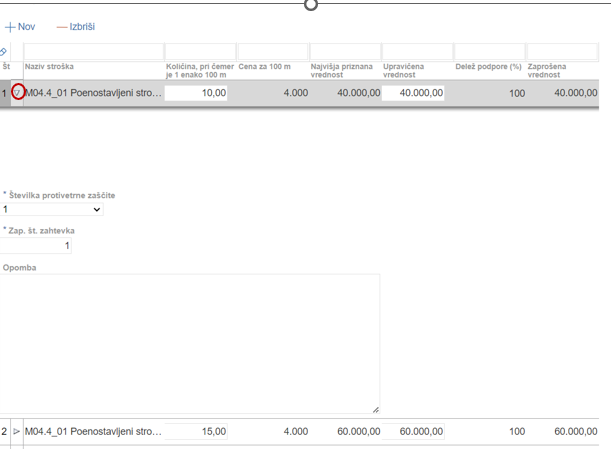 Nov Izbriši
Št Naziv stroška Količina, pri čemer je 1 enako 100 m Cena za 100 m Najvišja priznana vrednost Upravičena vrednost Delež podpore (%) Zaprošena vrednost
1 M04.4_01 Poenostavljeni stro... 10,00 4.000 40.000,00 40.000,00 100 40.000,00
* Številka protivetrne zaščite
1
* Zap. št. zahtevka
1
Opomba
2 M04.4_01 Poenostavljeni stro... 15,00 4.000 60.000,00 60.000,00 100 60.000,00